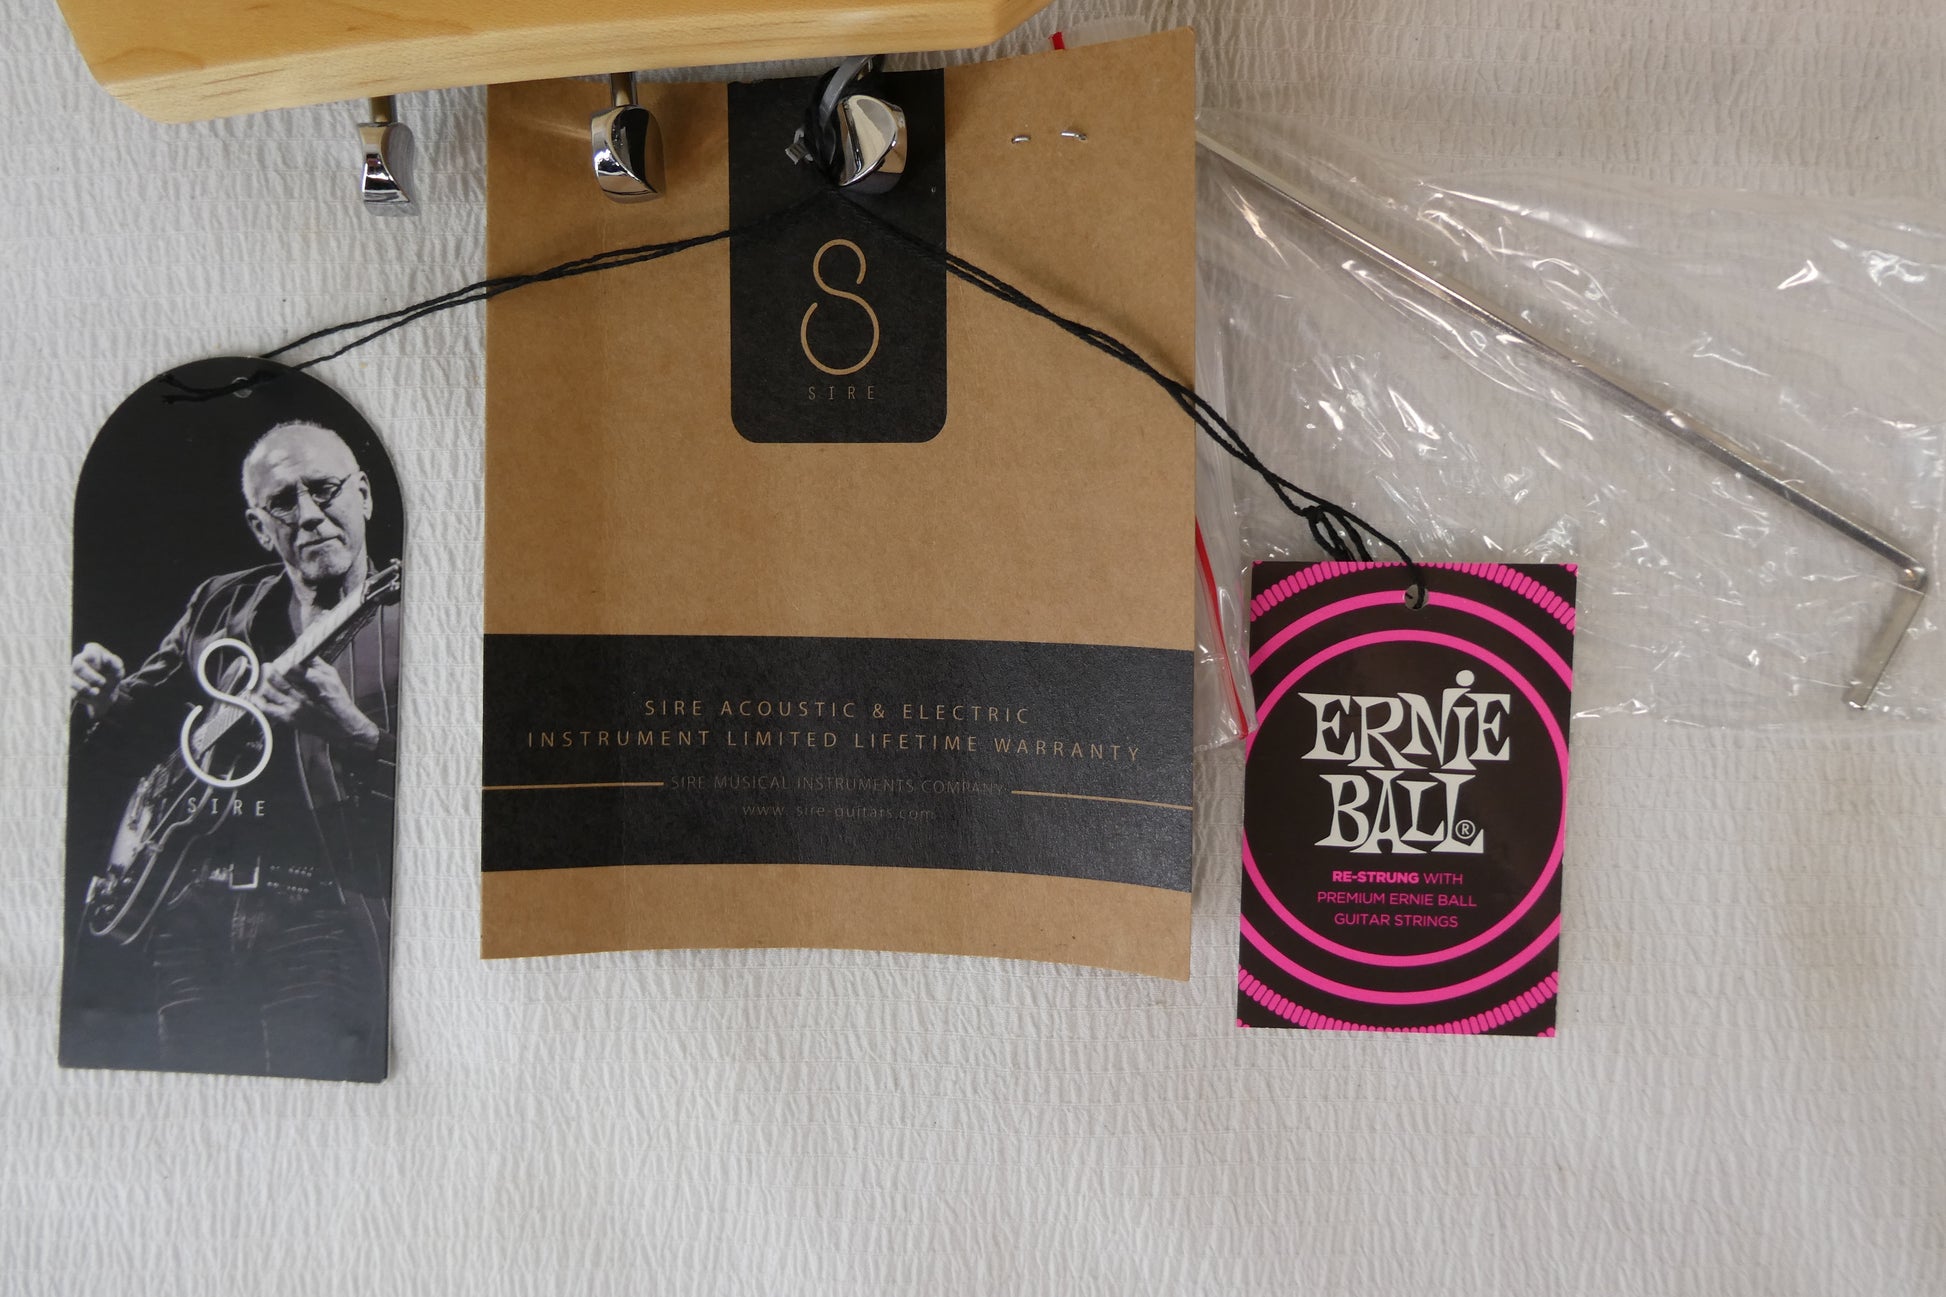 SIRE
SIRE
SIRE ACOUSTIC & ELECTRIC
INSTRUMENT LIMITED LIFETIME WARRANTY
SIRE MUSICAL INSTRUMENTS COMPANY
www. sire-guitars.com
ERNiE
BALL®
RE-STRUNG WITH
PREMIUM ERNIE BALL
GUITAR STRINGS